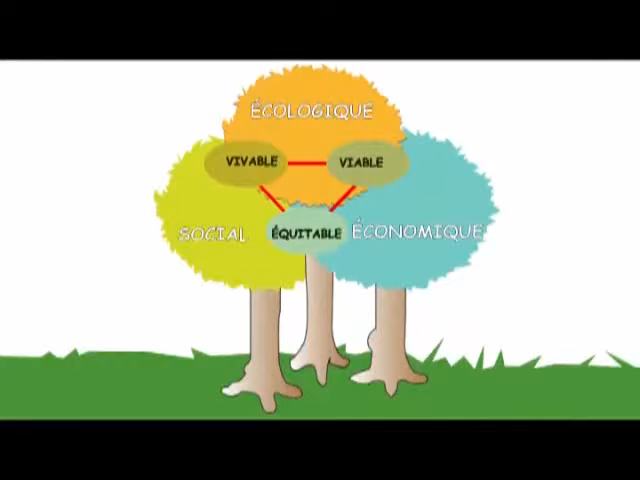 ÉCOLOGIQUE
VIVABLE
VIABLE
SOCIAL
ÉQUITABLE
ÉCONOMIQUE